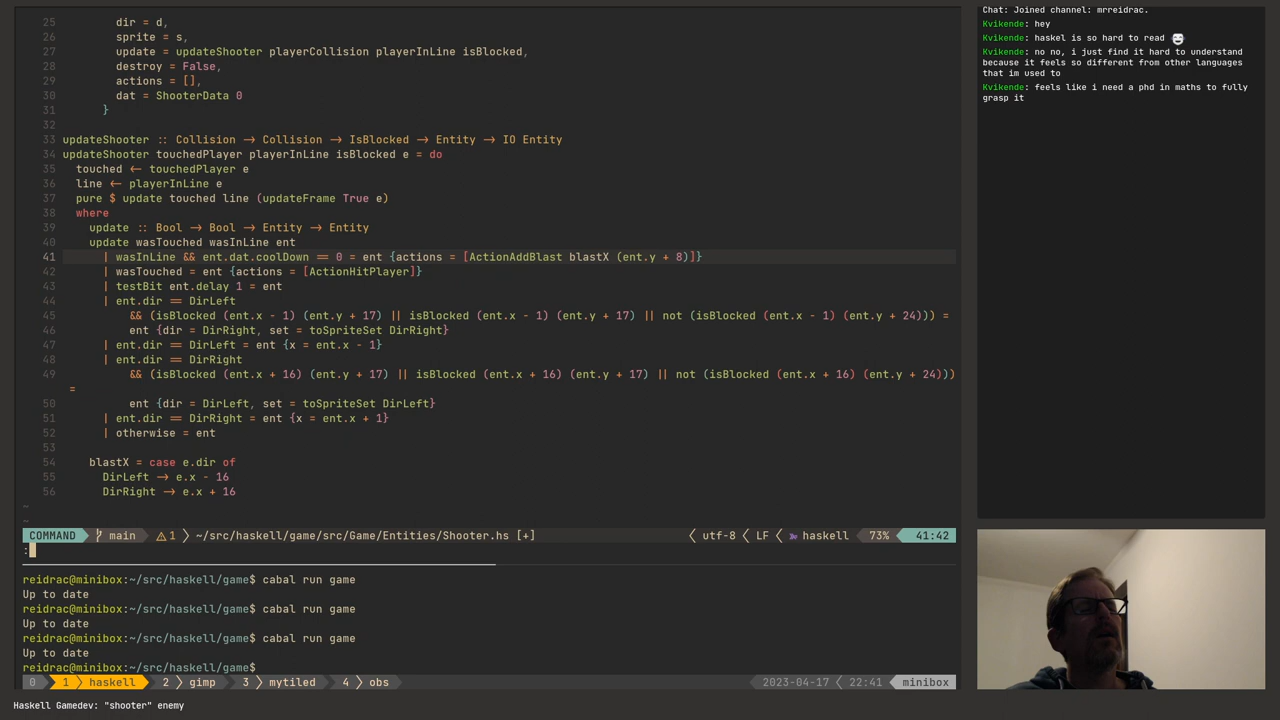 25 dir = d,
26 sprite = s,
27 update = updateShooter playerCollision playerInLine isBlocked,
28 destroy = False,
29 actions = [],
30 dat = ShooterData 0
31 }
32
33 updateShooter :: Collision → Collision → IsBlocked → Entity → IO Entity
34 updateShooter touchedPlayer playerInLine isBlocked e = do
35 touched ← touchedPlayer e
36 line ← playerInLine e
37 pure $ update touched line (updateFrame True e)
38 where
39 update :: Bool → Bool → Entity → Entity
40 update wasTouched wasInLine ent
41 | wasInLine && ent.dat.coolDown == 0 = ent {actions = [ActionAddBlast blastX (ent.y + 8)]}
42 | wasTouched = ent {actions = [ActionHitPlayer]}
43 | testBit ent.delay 1 = ent
44 | ent.dir == DirLeft
45 && (isBlocked (ent.x - 1) (ent.y + 17) || isBlocked (ent.x - 1) (ent.y + 17) || not (isBlocked (ent.x - 1) (ent.y + 24))) =
46 ent {dir = DirRight, set = toSpriteSet DirRight}
47 | ent.dir == DirLeft = ent {x = ent.x - 1}
48 | ent.dir == DirRight
49 && (isBlocked (ent.x + 16) (ent.y + 17) || isBlocked (ent.x + 16) (ent.y + 17) || not (isBlocked (ent.x + 16) (ent.y + 24)))
=
50 ent {dir = DirLeft, set = toSpriteSet DirLeft}
51 | ent.dir == DirRight = ent {x = ent.x + 1}
52 | otherwise = ent
53
54 blastX = case e.dir of
55 DirLeft → e.x - 16
56 DirRight → e.x + 16
~
~
COMMAND main 1 ~/src/haskell/game/src/Game/Entities/Shooter.hs [+] utf-8 LF haskell 73% 41:42
:
reidrac@minibox:~/src/haskell/game$ cabal run game
Up to date
reidrac@minibox:~/src/haskell/game$ cabal run game
Up to date
reidrac@minibox:~/src/haskell/game$ cabal run game
Up to date
reidrac@minibox:~/src/haskell/game$
0 1 haskell 2 gimp 3 mytiled 4 obs 2023-04-17 22:41 minibox
Haskell Gamedev: "shooter" enemy
Chat: Joined channel: mrreidrac.
Kvikende: hey
Kvikende: haskel is so hard to read
Kvikende: no no, i just find it hard to understand
because it feels so different from other languages
that im used to
Kvikende: feels like i need a phd in maths to fully
grasp it